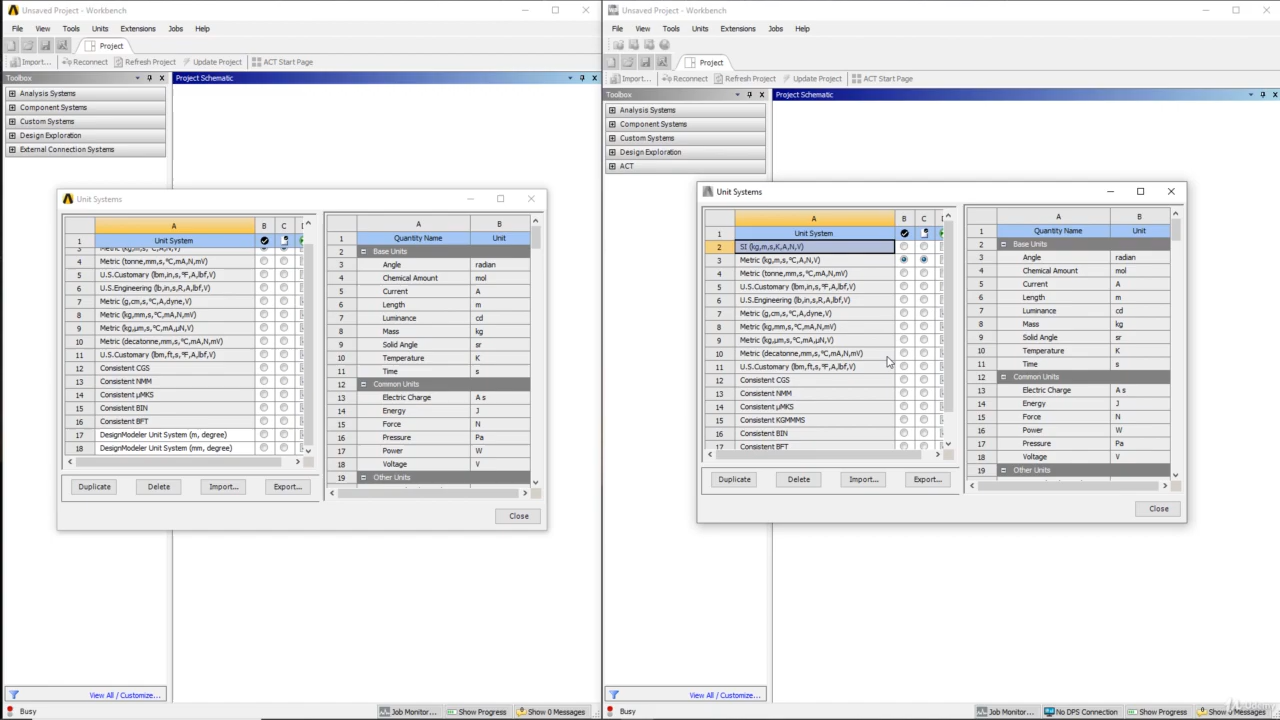 Unsaved Project - Workbench
File View Tools Units Extensions Jobs Help
Project
Import... Reconnect Refresh Project Update Project ACT Start Page
Toolbox
Project Schematic
Analysis Systems
Component Systems
Custom Systems
Design Exploration
External Connection Systems
Unit Systems
A B C
1 Unit System
4 Metric (tonne,mm,s,°C,mA,N,mV)
5 U.S.Customary (lbm,in,s,°F,A,lbf,V)
6 U.S.Engineering (lb,in,s,R,A,lbf,V)
7 Metric (g,cm,s,°C,A,dyne,V)
8 Metric (kg,mm,s,°C,mA,N,mV)
9 Metric (kg,µm,s,°C,mA,µN,V)
10 Metric (decatonne,mm,s,°C,mA,N,mV)
11 U.S.Customary (lbm,ft,s,°F,A,lbf,V)
12 Consistent CGS
13 Consistent NMM
14 Consistent µMKS
15 Consistent BIN
16 Consistent BFT
17 DesignModeler Unit System (m, degree)
18 DesignModeler Unit System (mm, degree)
Duplicate Delete Import... Export...
A B
1 Quantity Name Unit
2 Base Units
3 Angle radian
4 Chemical Amount mol
5 Current A
6 Length m
7 Luminance cd
8 Mass kg
9 Solid Angle sr
10 Temperature K
11 Time s
12 Common Units
13 Electric Charge A s
14 Energy J
15 Force N
16 Pressure Pa
17 Power W
18 Voltage V
19 Other Units
Close
View All / Customize...
Busy
Job Monitor... Show Progress Show 0 Messages
Unsaved Project - Workbench
File View Tools Units Extensions Jobs Help
Project
Import... Reconnect Refresh Project Update Project ACT Start Page
Toolbox
Project Schematic
Analysis Systems
Component Systems
Custom Systems
Design Exploration
ACT
Unit Systems
A B C
1 Unit System
2 SI (kg,m,s,K,A,N,V)
3 Metric (kg,m,s,°C,A,N,V)
4 Metric (tonne,mm,s,°C,mA,N,mV)
5 U.S.Customary (lbm,in,s,°F,A,lbf,V)
6 U.S.Engineering (lb,in,s,R,A,lbf,V)
7 Metric (g,cm,s,°C,A,dyne,V)
8 Metric (kg,mm,s,°C,mA,N,mV)
9 Metric (kg,µm,s,°C,mA,µN,V)
10 Metric (decatonne,mm,s,°C,mA,N,mV)
11 U.S.Customary (lbm,ft,s,°F,A,lbf,V)
12 Consistent CGS
13 Consistent NMM
14 Consistent µMKS
15 Consistent KGMMMS
16 Consistent BIN
17 Consistent BFT
Duplicate Delete Import... Export...
A B
1 Quantity Name Unit
2 Base Units
3 Angle radian
4 Chemical Amount mol
5 Current A
6 Length m
7 Luminance cd
8 Mass kg
9 Solid Angle sr
10 Temperature K
11 Time s
12 Common Units
13 Electric Charge A s
14 Energy J
15 Force N
16 Power W
17 Pressure Pa
18 Voltage V
19 Other Units
Close
View All / Customize...
Busy
Job Monitor... No DPS Connection Show Progress Show 0 Messages